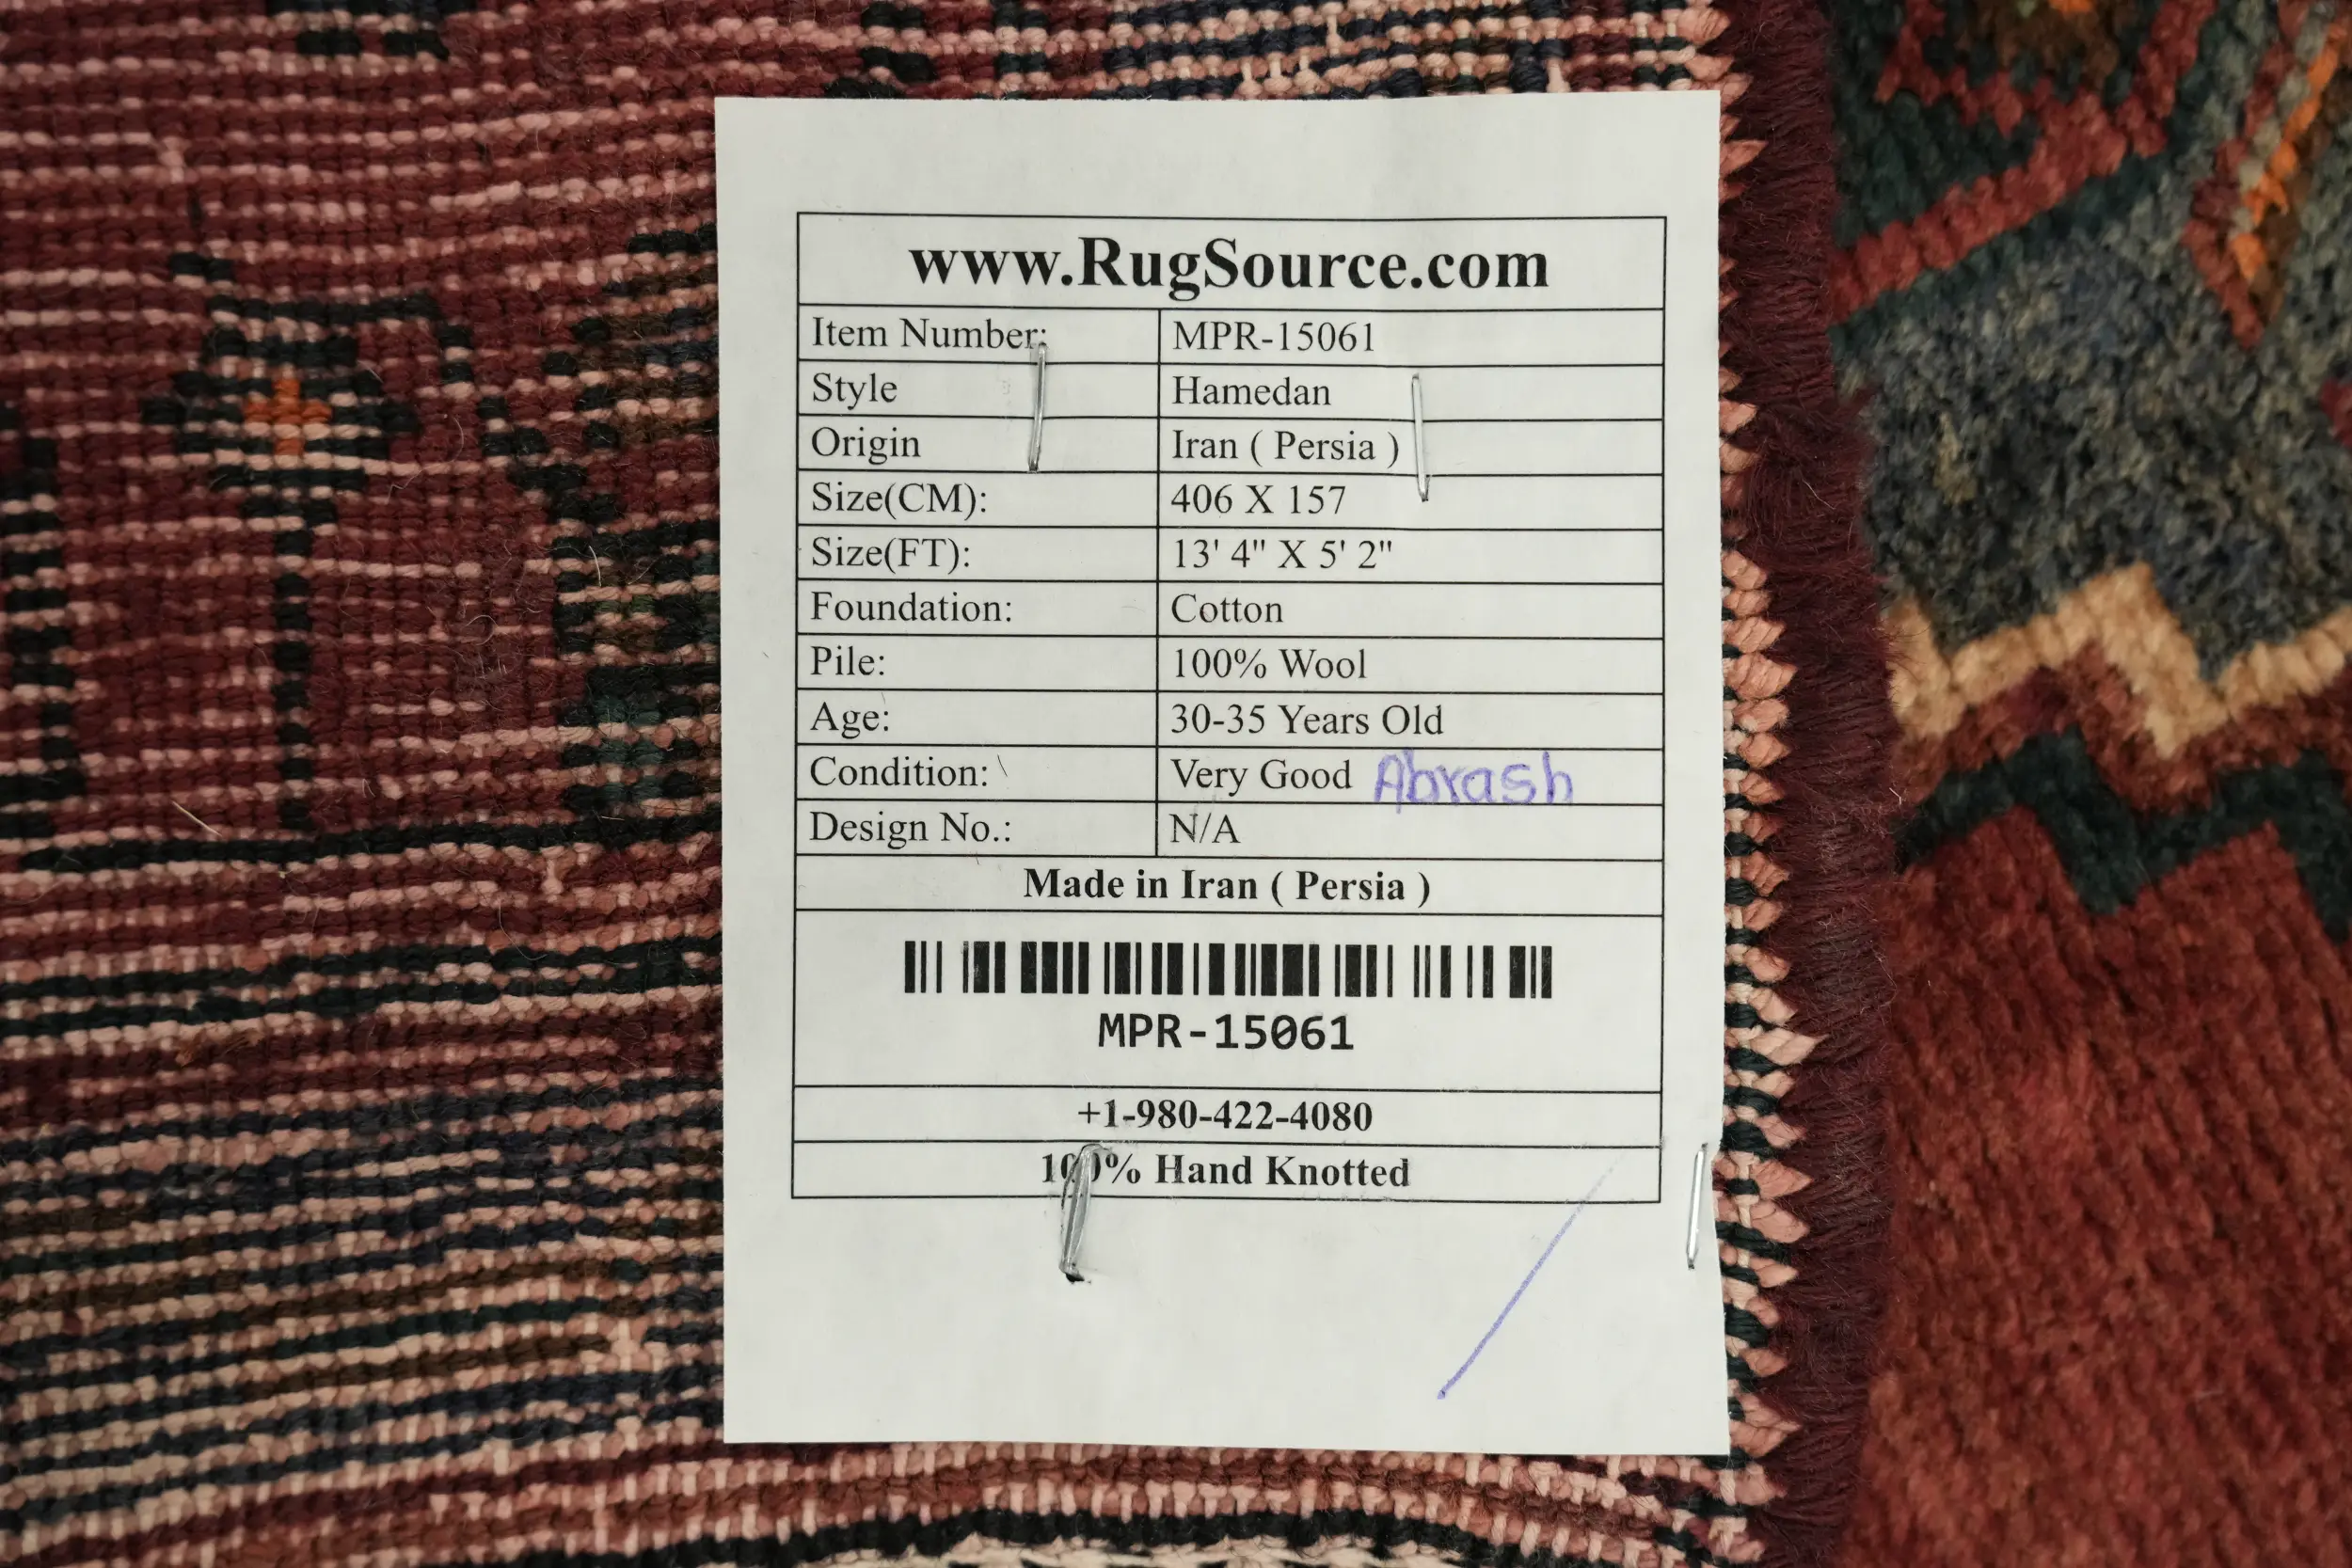 www.RugSource.com
Item Number: MPR-15061
Style Hamedan
Origin Iran ( Persia )
Size(CM): 406 X 157
Size(FT): 13' 4" X 5' 2"
Foundation: Cotton
Pile: 100% Wool
Age: 30-35 Years Old
Condition: Very Good Abrash
Design No.: N/A
Made in Iran ( Persia )
MPR-15061
+1-980-422-4080
100% Hand Knotted